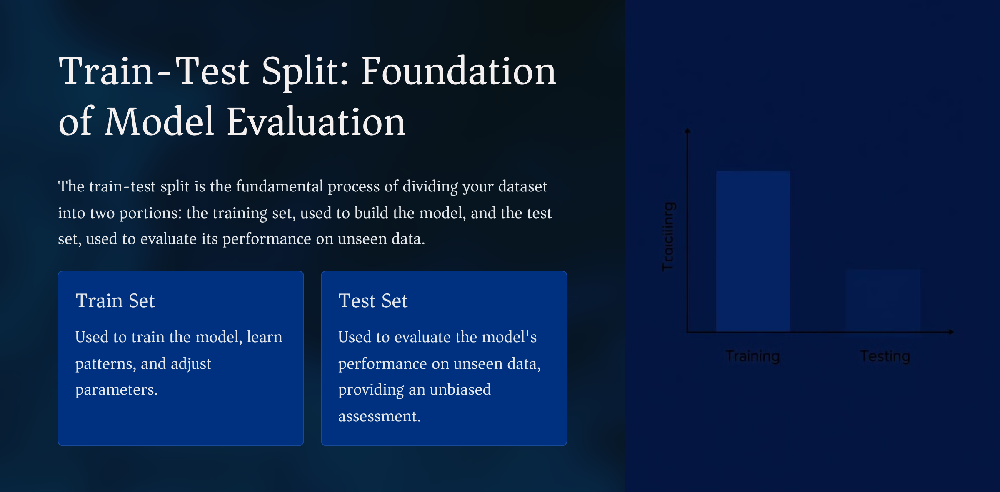 Train-Test Split: Foundation
of Model Evaluation
The train-test split is the fundamental process of dividing your dataset
into two portions: the training set, used to build the model, and the test
set, used to evaluate its performance on unseen data.
Train Set
Used to train the model, learn
patterns, and adjust
parameters.
Test Set
Used to evaluate the model's
performance on unseen data,
providing an unbiased
assessment.
Training
Testing